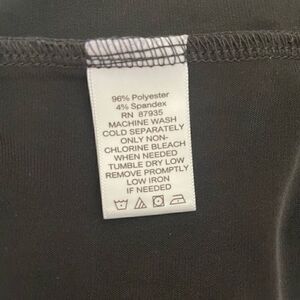 96% Polyester
4% Spandex
RN 87935
MACHINE WASH
COLD SEPARATELY
ONLY NON-
CHLORINE BLEACH
WHEN NEEDED
TUMBLE DRY LOW
REMOVE PROMPTLY
LOW IRON
IF NEEDED